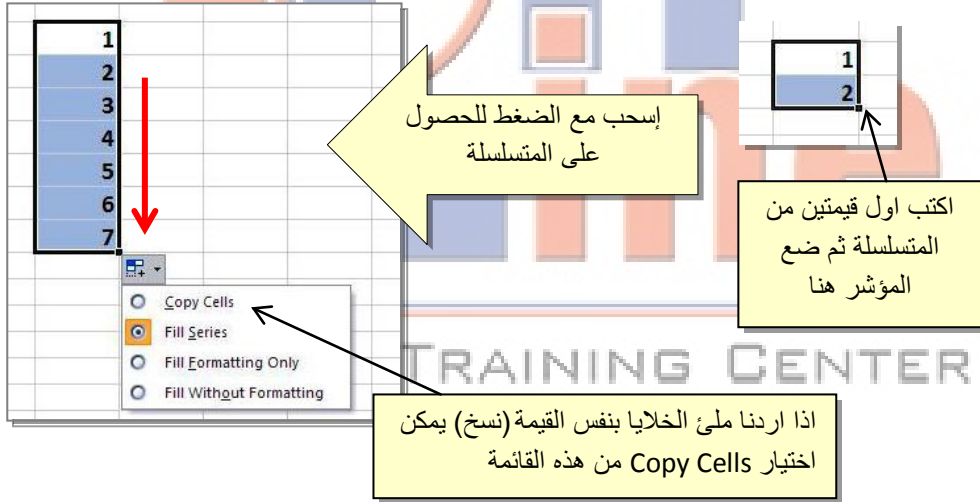 1
2
إسحب مع الضغط للحصول
على المتسلسلة
اكتب اول قيمتين من
المتسلسلة ثم ضع
المؤشر هنا
1
2
3
4
5
6
7
Copy Cells
Fill Series
Fill Formatting Only
Fill Without Formatting
TRAINING CENTER
اذا اردنا ملئ الخلايا بنفس القيمة (نسخ) يمكن
اختيار Copy Cells من هذه القائمة